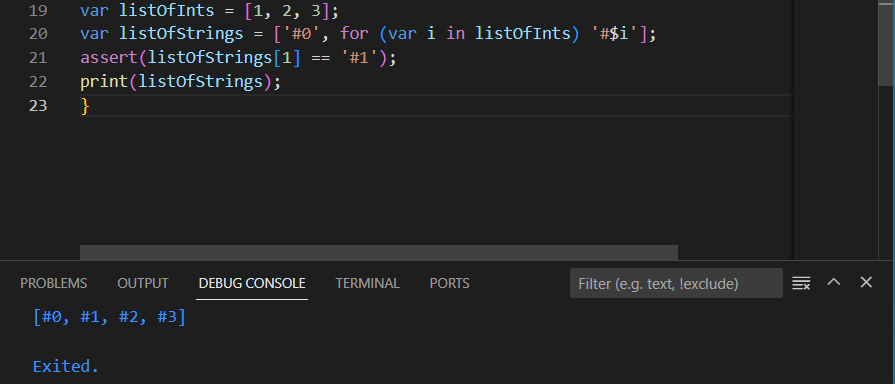 19 var listOfInts = [1, 2, 3];
20 var listOfStrings = ['#0', for (var i in listOfInts) '#$i'];
21 assert(listOfStrings[1] == '#1');
22 print(listOfStrings);
23 }
PROBLEMS OUTPUT DEBUG CONSOLE TERMINAL PORTS Filter (e.g. text, !exclude)
[#0, #1, #2, #3]
Exited.